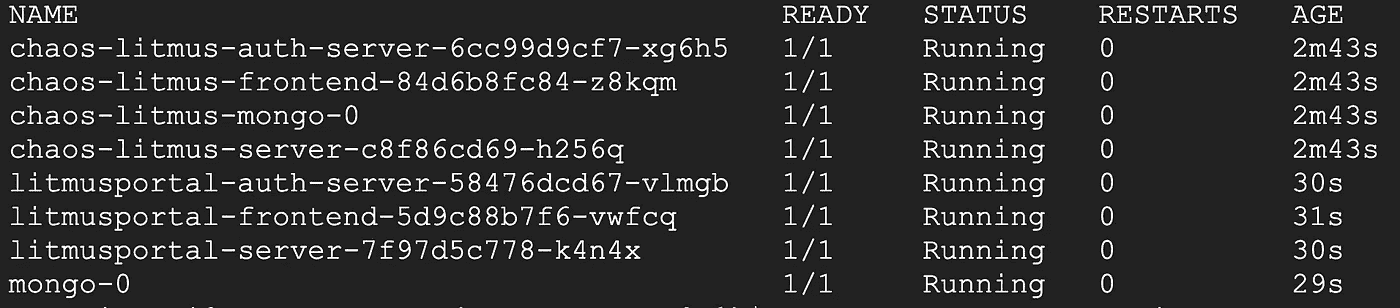 NAME READY STATUS RESTARTS AGE
chaos-litmus-auth-server-6cc99d9cf7-xg6h5 1/1 Running 0 2m43s
chaos-litmus-frontend-84d6b8fc84-z8kqm 1/1 Running 0 2m43s
chaos-litmus-mongo-0 1/1 Running 0 2m43s
chaos-litmus-server-c8f86cd69-h256q 1/1 Running 0 2m43s
litmusportal-auth-server-58476dcd67-vlmgb 1/1 Running 0 30s
litmusportal-frontend-5d9c88b7f6-vwfcq 1/1 Running 0 31s
litmusportal-server-7f97d5c778-k4n4x 1/1 Running 0 30s
mongo-0 1/1 Running 0 29s